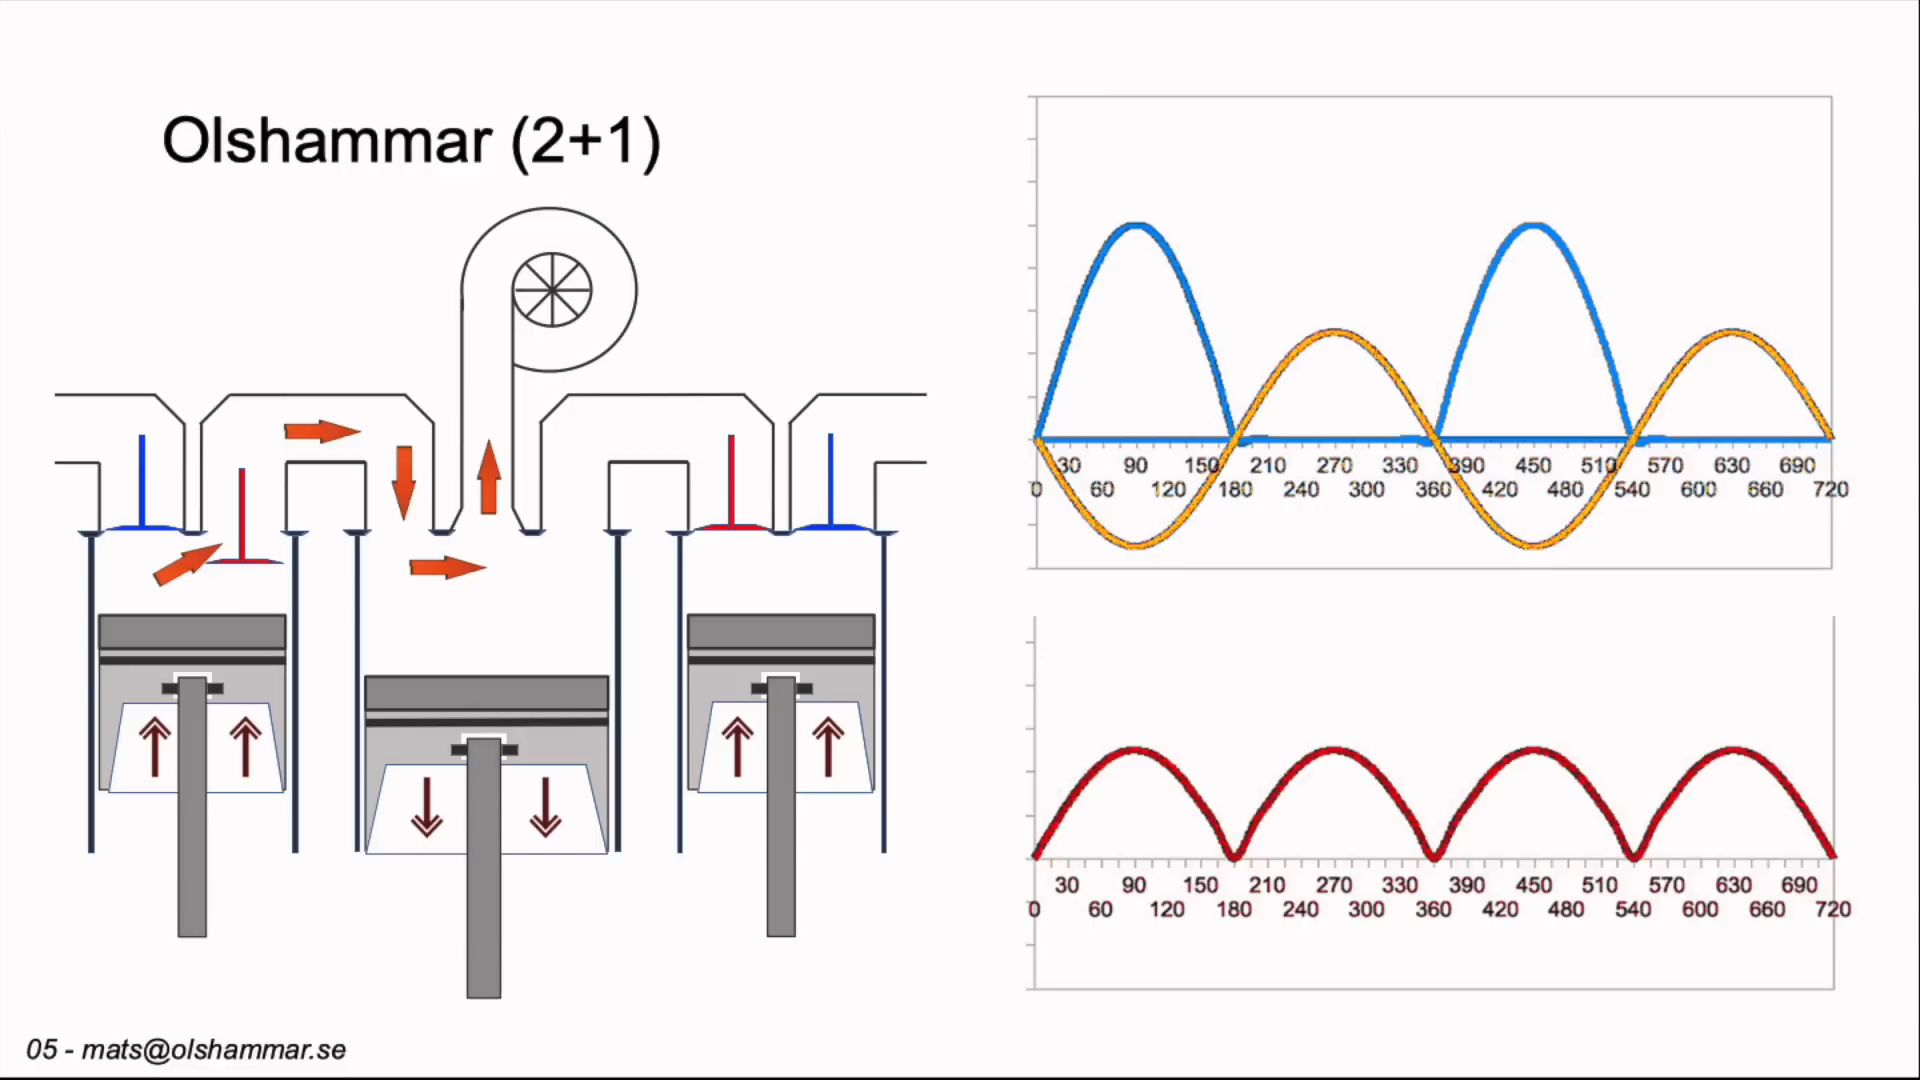 Olshammar (2+1)
30 90 150 210 270 330 390 450 510 570 630 690
0 60 120 180 240 300 360 420 480 540 600 660 720
30 90 150 210 270 330 390 450 510 570 630 690
0 60 120 180 240 300 360 420 480 540 600 660 720
05 - mats@olshammar.se